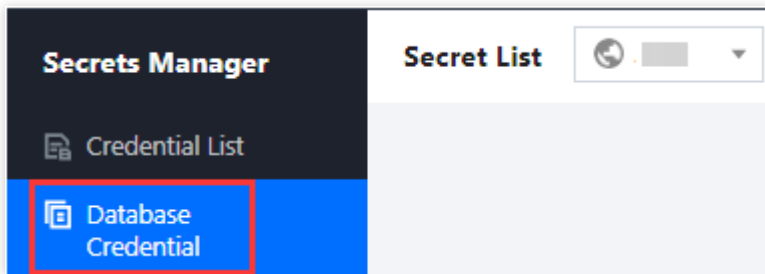 Secrets Manager
Secret List
Credential List
Database
Credential